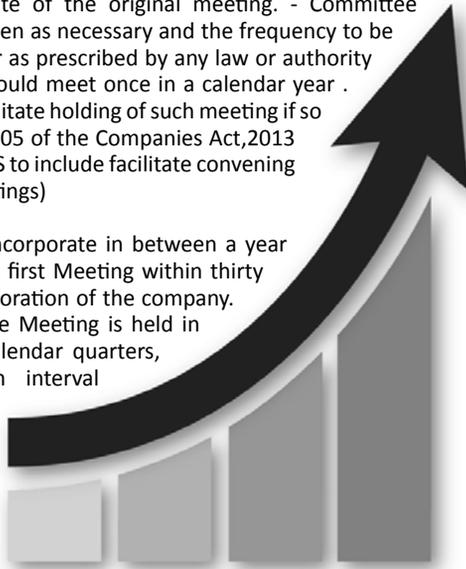 te of the original meeting. - Committee
en as necessary and the frequency to be
r as prescribed by any law or authority
ould meet once in a calendar year .
itate holding of such meeting if so
05 of the Companies Act,2013
S to include facilitate convening
ings)
ncorporate in between a year
first Meeting within thirty
oration of the company.
e Meeting is held in
lendar quarters,
n interval